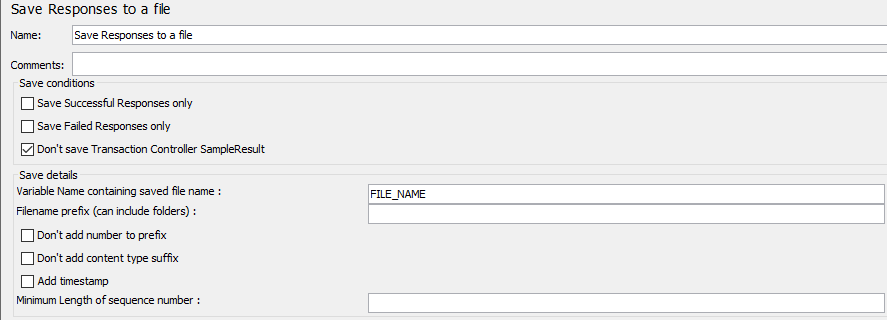 Save Responses to a file
Name: Save Responses to a file
Comments:
Save conditions
Save Successful Responses only
Save Failed Responses only
Don't save Transaction Controller SampleResult
Save details
Variable Name containing saved file name : FILE_NAME
Filename prefix (can include folders) :
Don't add number to prefix
Don't add content type suffix
Add timestamp
Minimum Length of sequence number :